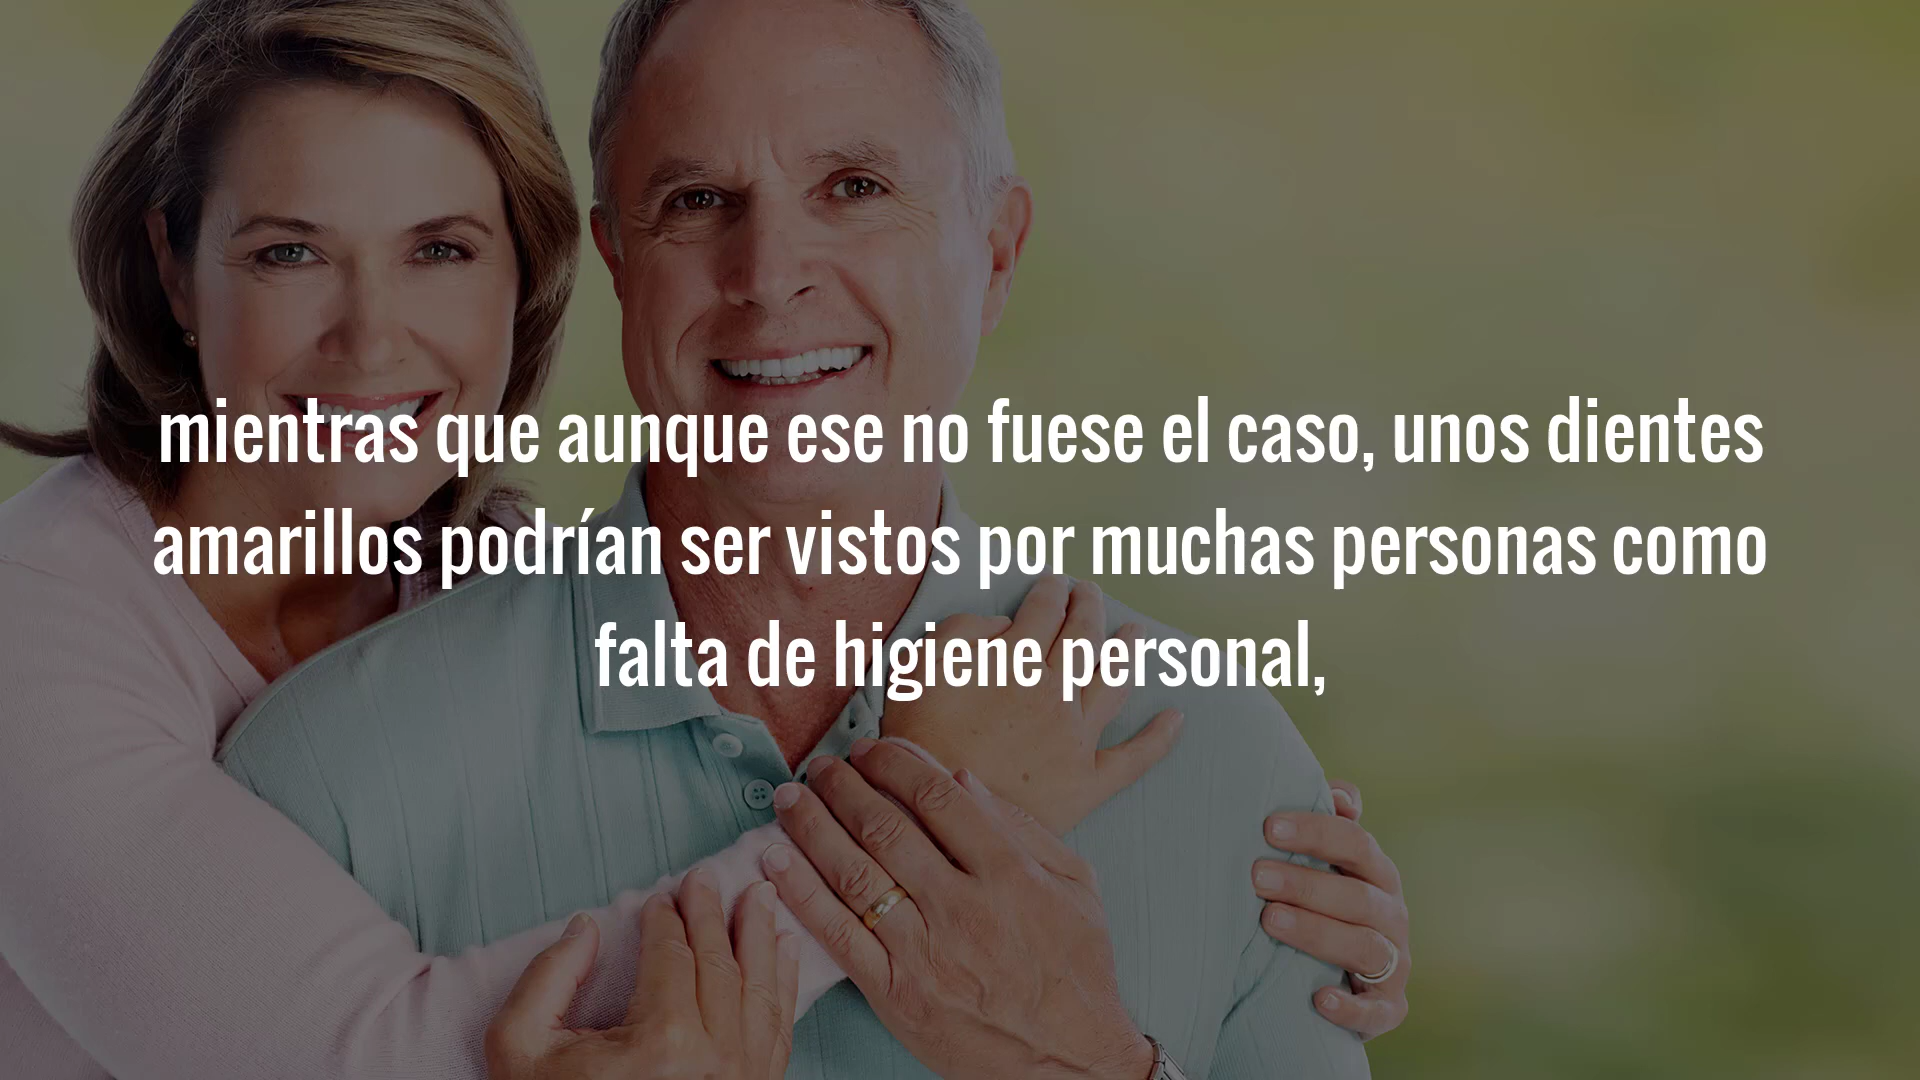 mientras que aunque ese no fuese el caso, unos dientes
amarillos podrían ser vistos por muchas personas como
falta de higiene personal,